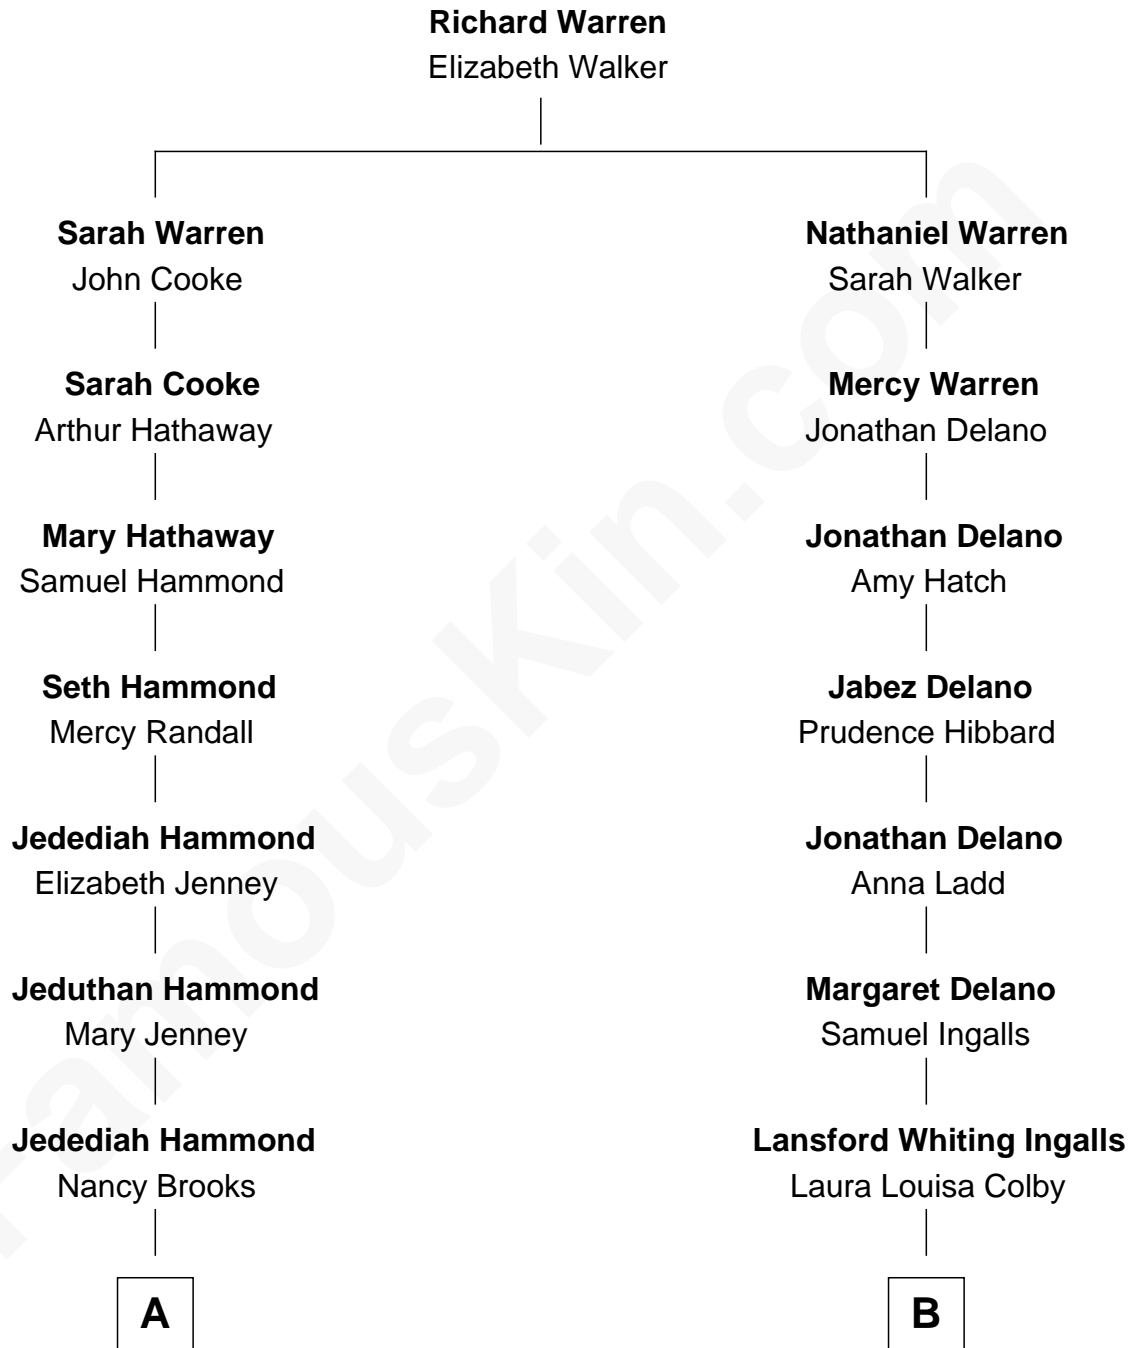 Richard Warren
Elizabeth Walker
Sarah Warren
John Cooke
Nathaniel Warren
Sarah Walker
Sarah Cooke
Arthur Hathaway
Mercy Warren
Jonathan Delano
Mary Hathaway
Samuel Hammond
Jonathan Delano
Amy Hatch
Seth Hammond
Mercy Randall
Jabez Delano
Prudence Hibbard
Jedediah Hammond
Elizabeth Jenney
Jonathan Delano
Anna Ladd
Jeduthan Hammond
Mary Jenney
Margaret Delano
Samuel Ingalls
Jedediah Hammond
Nancy Brooks
Lansford Whiting Ingalls
Laura Louisa Colby
A
B
FamousKin.com